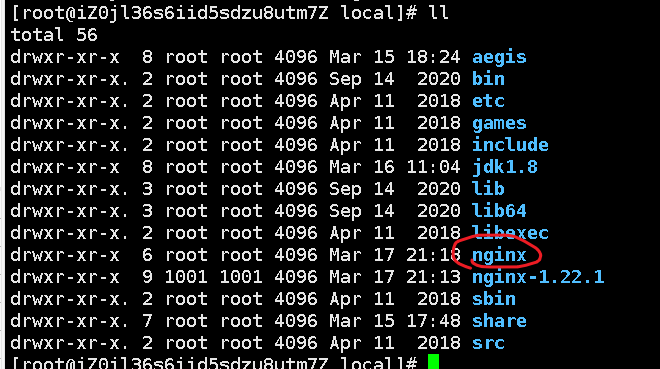 [root@iZ0jl36s6iid5sdzu8utm7Z local]# ll
total 56
drwxr-xr-x  8 root root 4096 Mar 15 18:24 aegis
drwxr-xr-x. 2 root root 4096 Sep 14  2020 bin
drwxr-xr-x. 2 root root 4096 Apr 11  2018 etc
drwxr-xr-x. 2 root root 4096 Apr 11  2018 games
drwxr-xr-x. 2 root root 4096 Apr 11  2018 include
drwxr-xr-x  8 root root 4096 Mar 16 11:04 jdk1.8
drwxr-xr-x. 3 root root 4096 Sep 14  2020 lib
drwxr-xr-x. 3 root root 4096 Sep 14  2020 lib64
drwxr-xr-x. 2 root root 4096 Apr 11  2018 libexec
drwxr-xr-x  6 root root 4096 Mar 17 21:18 nginx
drwxr-xr-x  9 1001 1001 4096 Mar 17 21:13 nginx-1.22.1
drwxr-xr-x. 2 root root 4096 Apr 11  2018 sbin
drwxr-xr-x. 7 root root 4096 Mar 15 17:48 share
drwxr-xr-x. 2 root root 4096 Apr 11  2018 src
[root@iZ0jl36s6iid5sdzu8utm7Z local]#